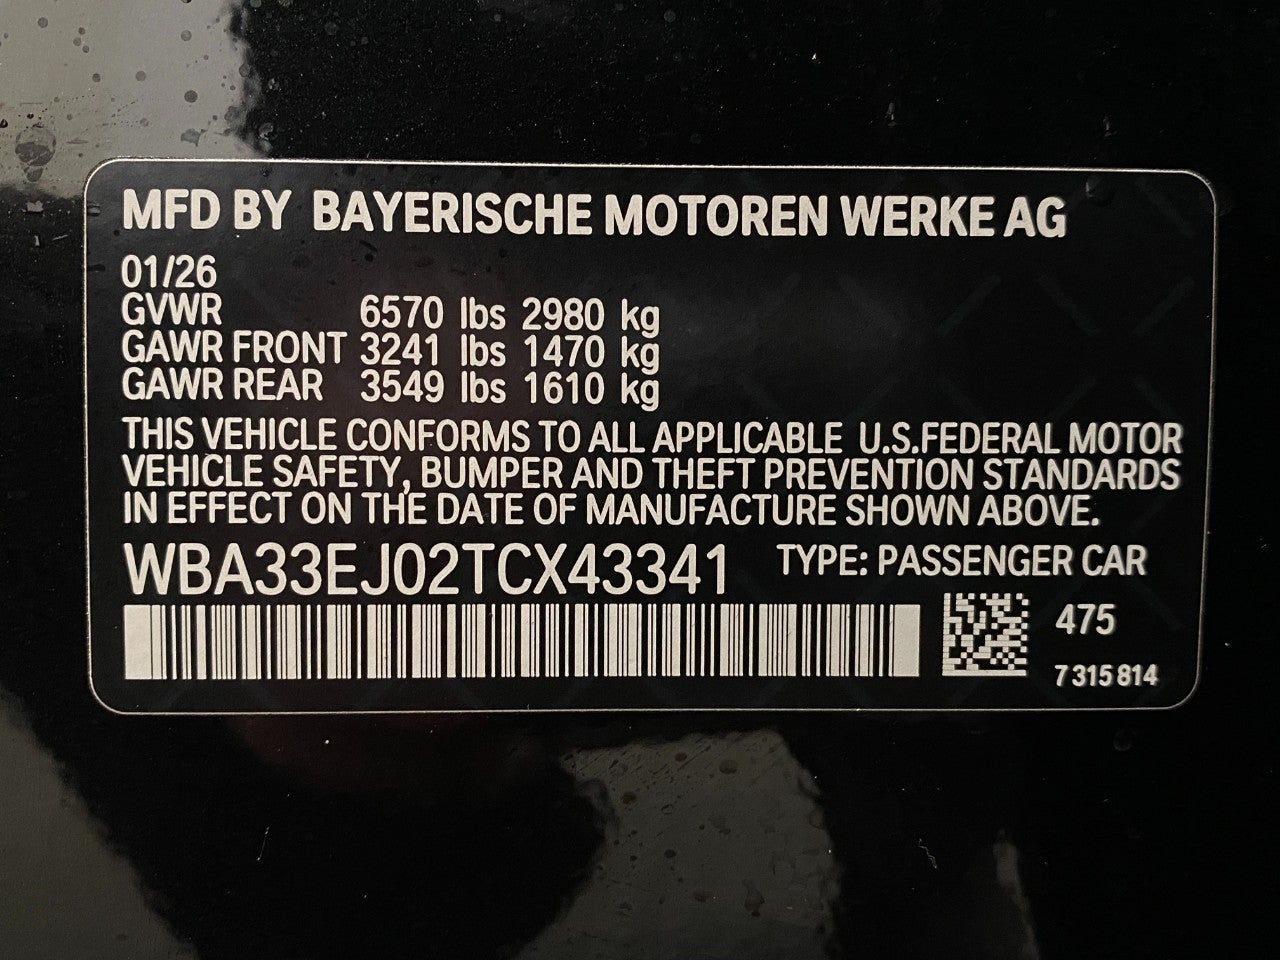 MFD BY BAYERISCHE MOTOREN WERKE AG
01/26
GVWR 6570 lbs 2980 kg
GAWR FRONT 3241 lbs 1470 kg
GAWR REAR 3549 lbs 1610 kg
THIS VEHICLE CONFORMS TO ALL APPLICABLE U.S.FEDERAL MOTOR
VEHICLE SAFETY, BUMPER AND THEFT PREVENTION STANDARDS
IN EFFECT ON THE DATE OF MANUFACTURE SHOWN ABOVE.
WBA33EJ02TCX43341 TYPE: PASSENGER CAR
475
7 315 814